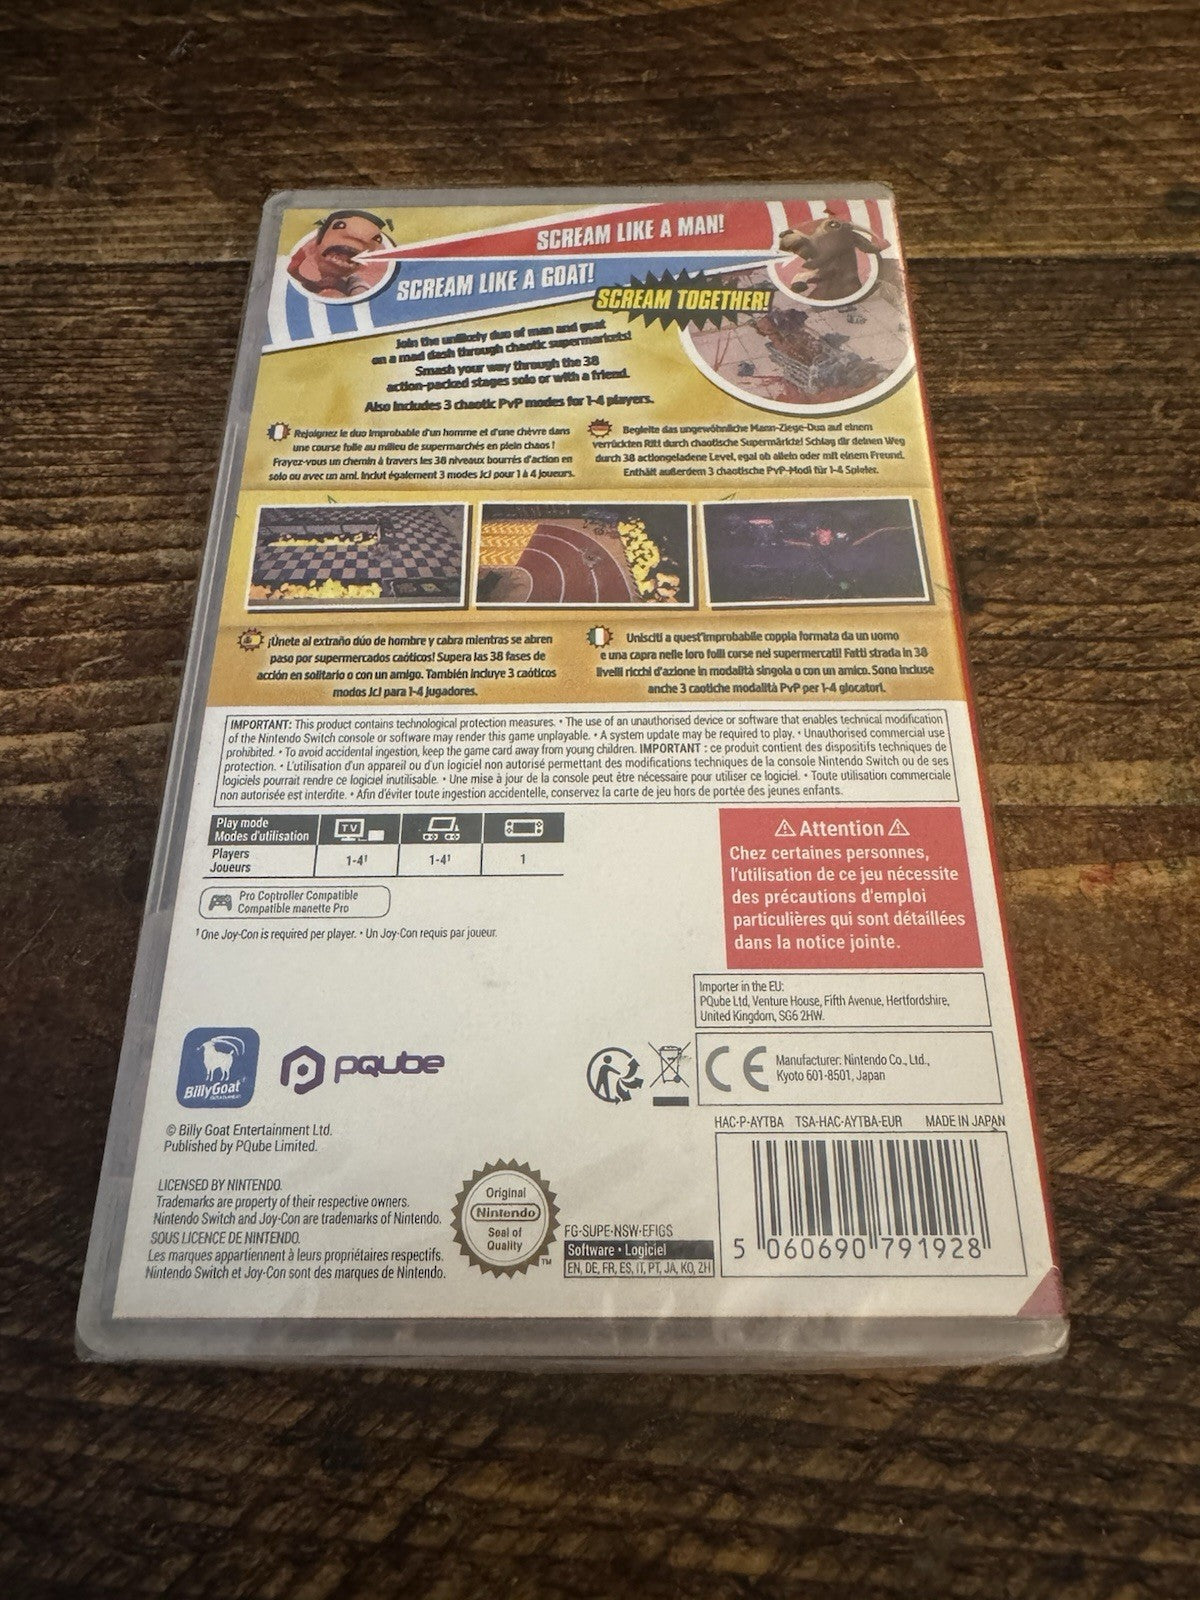 SCREAM LIKE A MAN!
SCREAM LIKE A GOAT!
SCREAM TOGETHER!
Join the unlikely duo of man and goat
on a mad dash through chaotic supermarkets!
Smash your way through the 38
action-packed stages solo or with a friend.
Also includes 3 chaotic PvP modes for 1-4 players.
Rejoignez le duo improbable d'un homme et d'une chèvre dans
une course folle au milieu de supermarchés en plein chaos !
Frayez-vous un chemin à travers les 38 niveaux bourrés d'action en
solo ou avec un ami. Inclut également 3 modes JcJ pour 1 à 4 joueurs.
Begleite das ungewöhnliche Mann-Ziege-Duo auf einem
verrückten Ritt durch chaotische Supermärkte! Schlag dir deinen Weg
durch 38 actiongeladene Level, egal ob allein oder mit einem Freund.
Enthält außerdem 3 chaotische PvP-Modi für 1-4 Spieler.
¡Únete al extraño dúo de hombre y cabra mientras se abren
paso por supermercados caóticos! Supera las 38 fases de
acción en solitario o con un amigo. También incluye 3 caóticos
modos JcJ para 1-4 jugadores.
Unisciti a quest'improbabile coppia formata da un uomo
e una capra nelle loro folli corse nei supermercati! Fatti strada in 38
livelli ricchi d'azione in modalità singola o con un amico. Sono incluse
anche 3 caotiche modalità PvP per 1-4 giocatori.
IMPORTANT: This product contains technological protection measures. • The use of an unauthorised device or software that enables technical modification
of the Nintendo Switch console or software may render this game unplayable. • A system update may be required to play. • Unauthorised commercial use
prohibited. • To avoid accidental ingestion, keep the game card away from young children. IMPORTANT : ce produit contient des dispositifs techniques de
protection. • L'utilisation d'un appareil ou d'un logiciel non autorisé permettant des modifications techniques de la console Nintendo Switch ou de ses
logiciels pourrait rendre ce logiciel inutilisable. • Une mise à jour de la console peut être nécessaire pour utiliser ce logiciel. • Toute utilisation commerciale
non autorisée est interdite. • Afin d'éviter toute ingestion accidentelle, conservez la carte de jeu hors de portée des jeunes enfants.
Play mode
Modes d'utilisation
TV
Players
Joueurs
1-4¹
1-4¹
1
Pro Controller Compatible
Compatible manette Pro
¹ One Joy-Con is required per player. • Un Joy-Con requis par joueur.
⚠ Attention ⚠
Chez certaines personnes,
l'utilisation de ce jeu nécessite
des précautions d'emploi
particulières qui sont détaillées
dans la notice jointe.
Importer in the EU:
PQube Ltd, Venture House, Fifth Avenue, Hertfordshire,
United Kingdom, SG6 2HW.
BillyGoat
PQube
CE
Manufacturer: Nintendo Co., Ltd.,
Kyoto 601-8501, Japan
© Billy Goat Entertainment Ltd.
Published by PQube Limited.
HAC-P-AYTBA TSA-HAC-AYTBA-EUR MADE IN JAPAN
LICENSED BY NINTENDO.
Trademarks are property of their respective owners.
Nintendo Switch and Joy-Con are trademarks of Nintendo.
SOUS LICENCE DE NINTENDO.
Les marques appartiennent à leurs propriétaires respectifs.
Nintendo Switch et Joy-Con sont des marques de Nintendo.
Original
Nintendo
Seal of
Quality
TM
FG-SUPE-NSW-EFIGS
Software • Logiciel
EN, DE, FR, ES, IT, PT, JA, KO, ZH
5 060690 791928